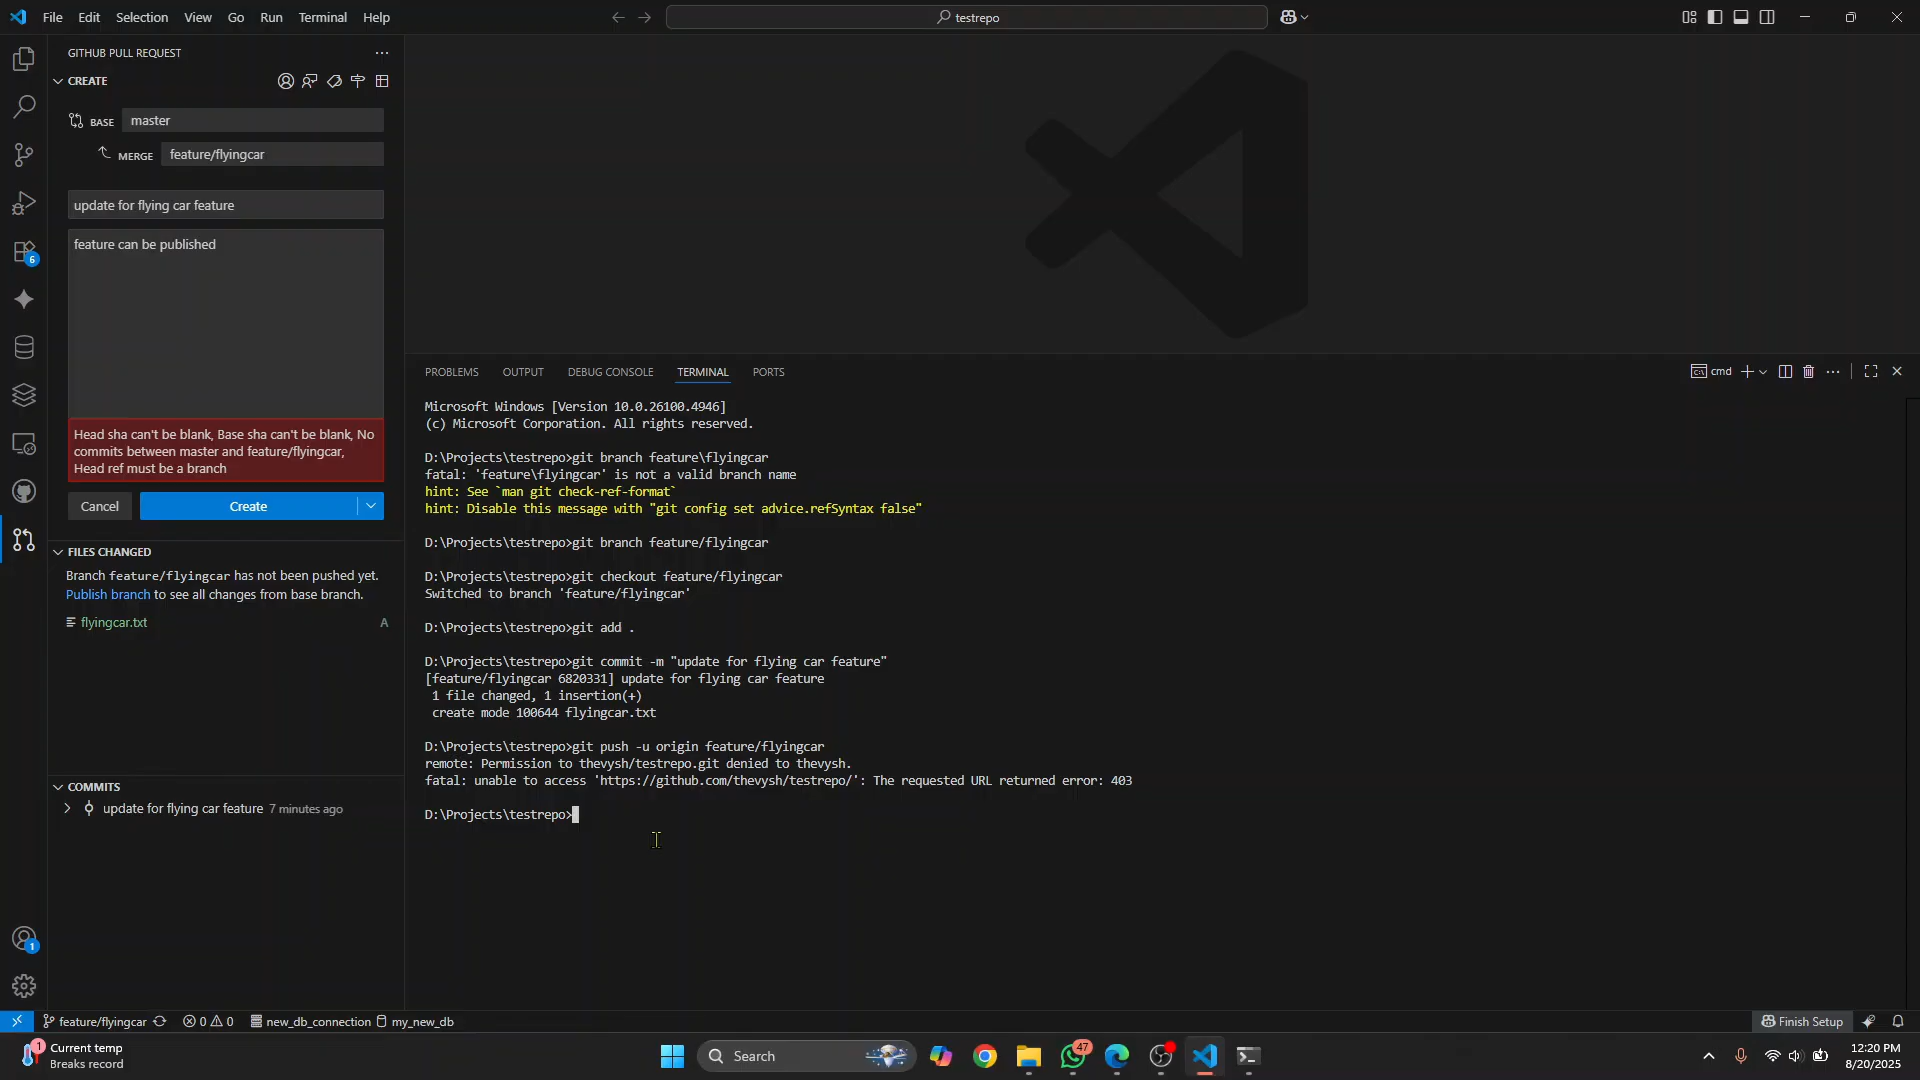 File Edit Selection View Go Run Terminal Help
testrepo
GITHUB PULL REQUEST
CREATE
BASE master
MERGE feature/flyingcar
update for flying car feature
feature can be published
Head sha can't be blank, Base sha can't be blank, No
commits between master and feature/flyingcar,
Head ref must be a branch
Cancel Create
FILES CHANGED
Branch feature/flyingcar has not been pushed yet.
Publish branch to see all changes from base branch.
flyingcar.txt A
COMMITS
update for flying car feature 7 minutes ago
6
1
PROBLEMS OUTPUT DEBUG CONSOLE TERMINAL PORTS
cmd
Microsoft Windows [Version 10.0.26100.4946]
(c) Microsoft Corporation. All rights reserved.
D:\Projects\testrepo>git branch feature\flyingcar
fatal: 'feature\flyingcar' is not a valid branch name
hint: See `man git check-ref-format`
hint: Disable this message with "git config set advice.refSyntax false"
D:\Projects\testrepo>git branch feature/flyingcar
D:\Projects\testrepo>git checkout feature/flyingcar
Switched to branch 'feature/flyingcar'
D:\Projects\testrepo>git add .
D:\Projects\testrepo>git commit -m "update for flying car feature"
[feature/flyingcar 6820331] update for flying car feature
1 file changed, 1 insertion(+)
create mode 100644 flyingcar.txt
D:\Projects\testrepo>git push -u origin feature/flyingcar
remote: Permission to thevysh/testrepo.git denied to thevysh.
fatal: unable to access 'https://github.com/thevysh/testrepo/': The requested URL returned error: 403
D:\Projects\testrepo>
feature/flyingcar 0 0 new_db_connection my_new_db
Finish Setup
1
Current temp
Breaks record
Search
47
12:20 PM
8/20/2025